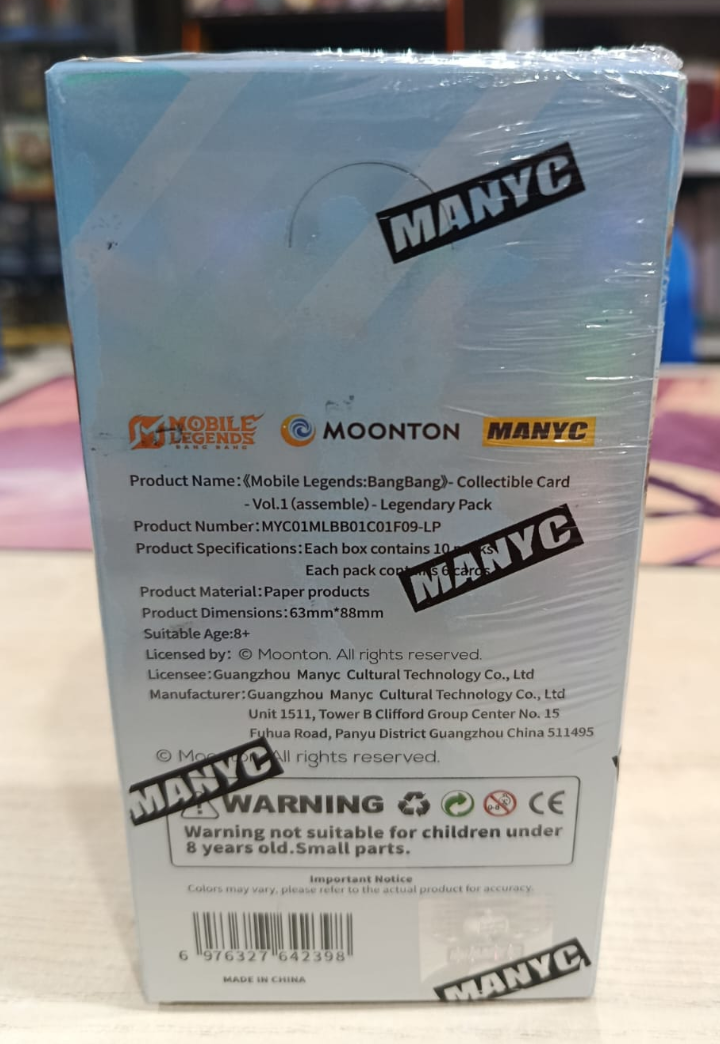 MANYC
MOBILE
LEGENDS
BANG BANG
MOONTON
MANYC
Product Name:《Mobile Legends:BangBang》- Collectible Card
- Vol.1 (assemble) - Legendary Pack
Product Number:MYC01MLBB01C01F09-LP
Product Specifications:Each box contains 10
MANYC
Each pack 6 cards
Product Material:Paper products
Product Dimensions:63mm*88mm
Suitable Age:8+
Licensed by: © Moonton. All rights reserved.
Licensee:Guangzhou Manyc Cultural Technology Co., Ltd
Manufacturer:Guangzhou Manyc Cultural Technology Co., Ltd
Unit 1511, Tower B Clifford Group Center No. 15
Fuhua Road, Panyu District Guangzhou China 511495
© Moonton. All rights reserved.
MANYC
WARNING
CE
Warning not suitable for children under
8 years old.Small parts.
Important Notice
Colors may vary, please refer to the actual product for accuracy.
6 976327 642398
MADE IN CHINA
MANYC